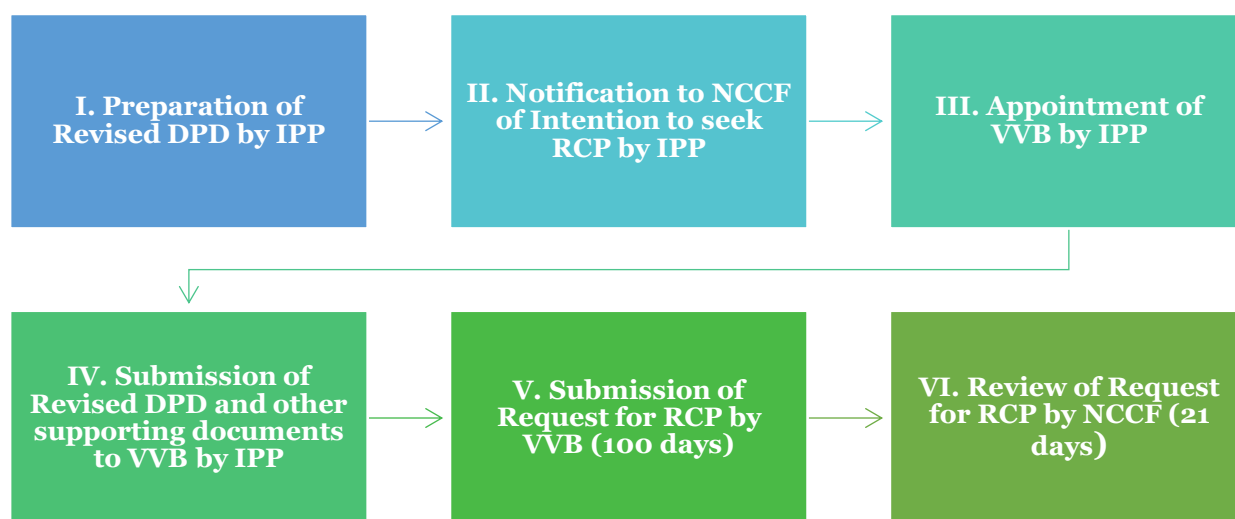 I. Preparation of
Revised DPD by IPP
II. Notification to NCCF
of Intention to seek
RCP by IPP
III. Appointment of
VVB by IPP
IV. Submission of
Revised DPD and other
supporting documents
to VVB by IPP
V. Submission of
Request for RCP by
VVB (100 days)
VI. Review of Request
for RCP by NCCF (21
days)